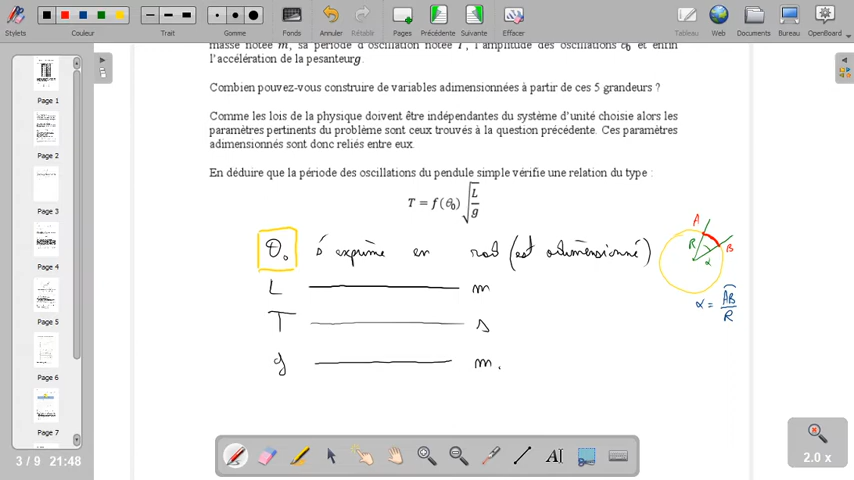 Stylets
Couleur
Trait
Gomme
Fonds
Annuler
Rétablir
Pages
Précédente
Suivante
Effacer
Tableau
Web
Documents
Bureau
OpenBoard
Page 1
Page 2
Page 3
Page 4
Page 5
Page 6
Page 7
3 / 9 21:48
masse notée m, sa période d'oscillation notée T, l'amplitude des oscillations θ0 et enfin
l'accélération de la pesanteur g.
Combien pouvez-vous construire de variables adimensionnées à partir de ces 5 grandeurs ?
Comme les lois de la physique doivent être indépendantes du système d'unité choisie alors les
paramètres pertinents du problème sont ceux trouvés à la question précédente. Ces paramètres
adimensionnés sont donc reliés entre eux.
En déduire que la période des oscillations du pendule simple vérifie une relation du type :
T = f(θ0) √(L/g)
θ0 s'exprime en rad (est adimensionné)
L m
T s
g m.
A
R
B
α
α = AB/R
2.0 x